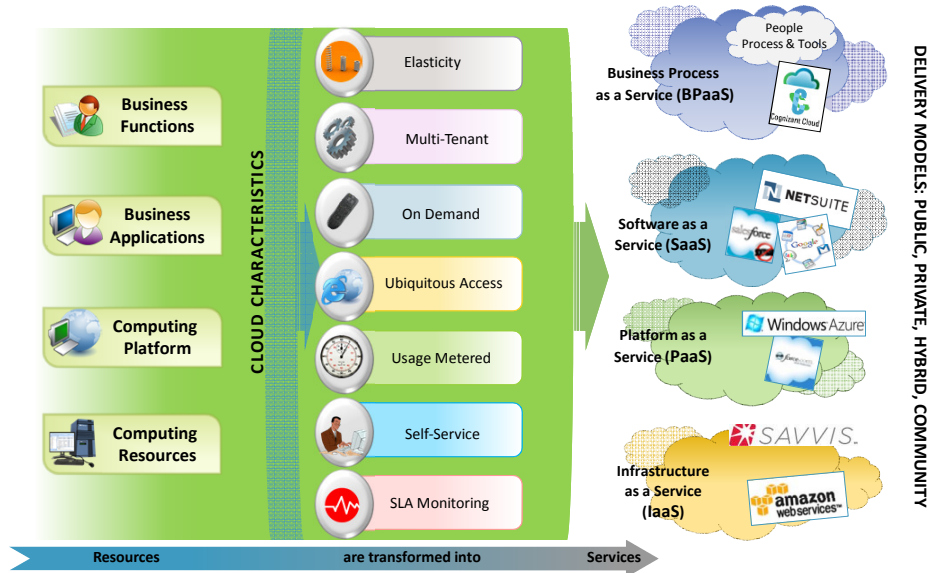 Business
Functions
Business
Applications
Computing
Platform
Computing
Resources
CLOUD CHARACTERISTICS
Elasticity
Multi-Tenant
On Demand
Ubiquitous Access
Usage Metered
Self-Service
SLA Monitoring
People
Process & Tools
Business Process
as a Service (BPaaS)
Cognizant Cloud
NETSUITE
Software as a
Service (SaaS)
salesforce
Google
Windows Azure
Platform as a
Service (PaaS)
SAVVIS
Infrastructure
as a Service
(IaaS)
amazon
webservices™
DELIVERY MODELS: PUBLIC, PRIVATE, HYBRID, COMMUNITY
Resources
are transformed into
Services